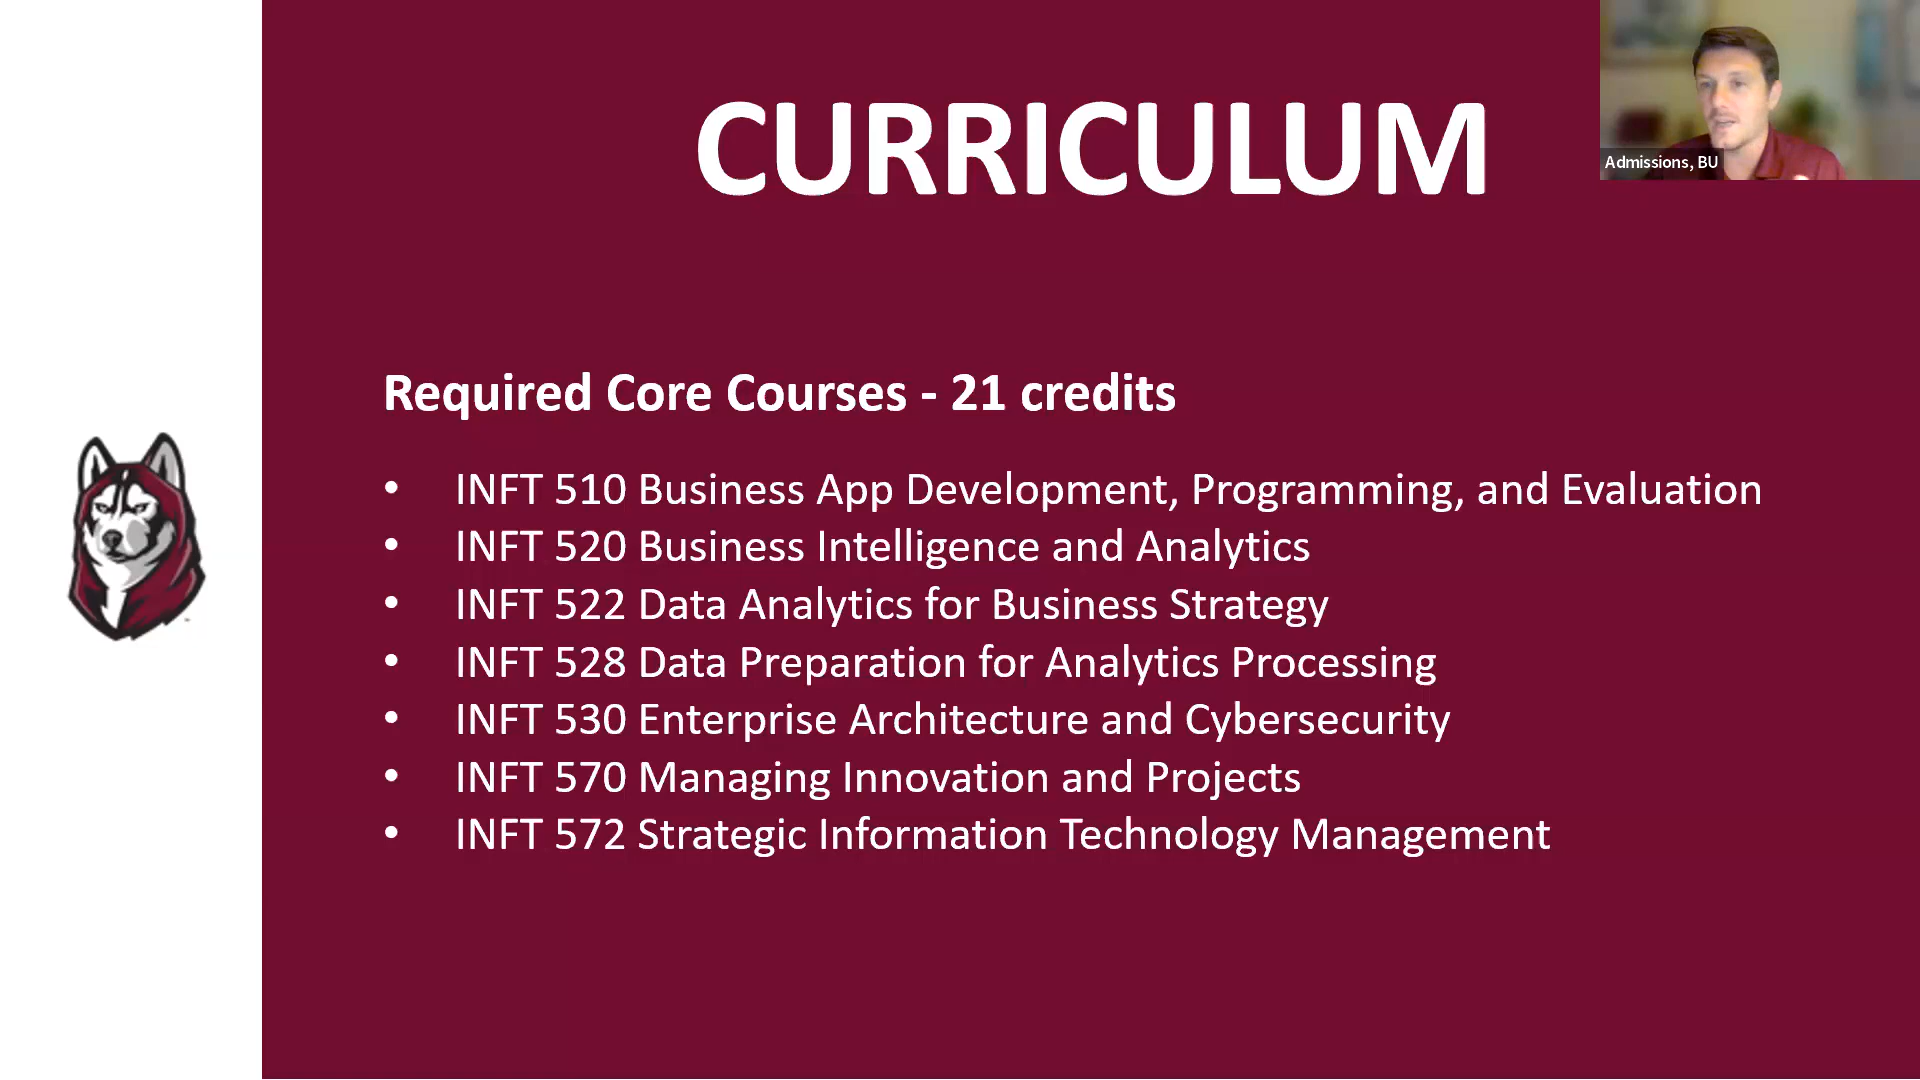 CURRICULUM
Admissions, BU
Required Core Courses - 21 credits
• INFT 510 Business App Development, Programming, and Evaluation
• INFT 520 Business Intelligence and Analytics
• INFT 522 Data Analytics for Business Strategy
• INFT 528 Data Preparation for Analytics Processing
• INFT 530 Enterprise Architecture and Cybersecurity
• INFT 570 Managing Innovation and Projects
• INFT 572 Strategic Information Technology Management